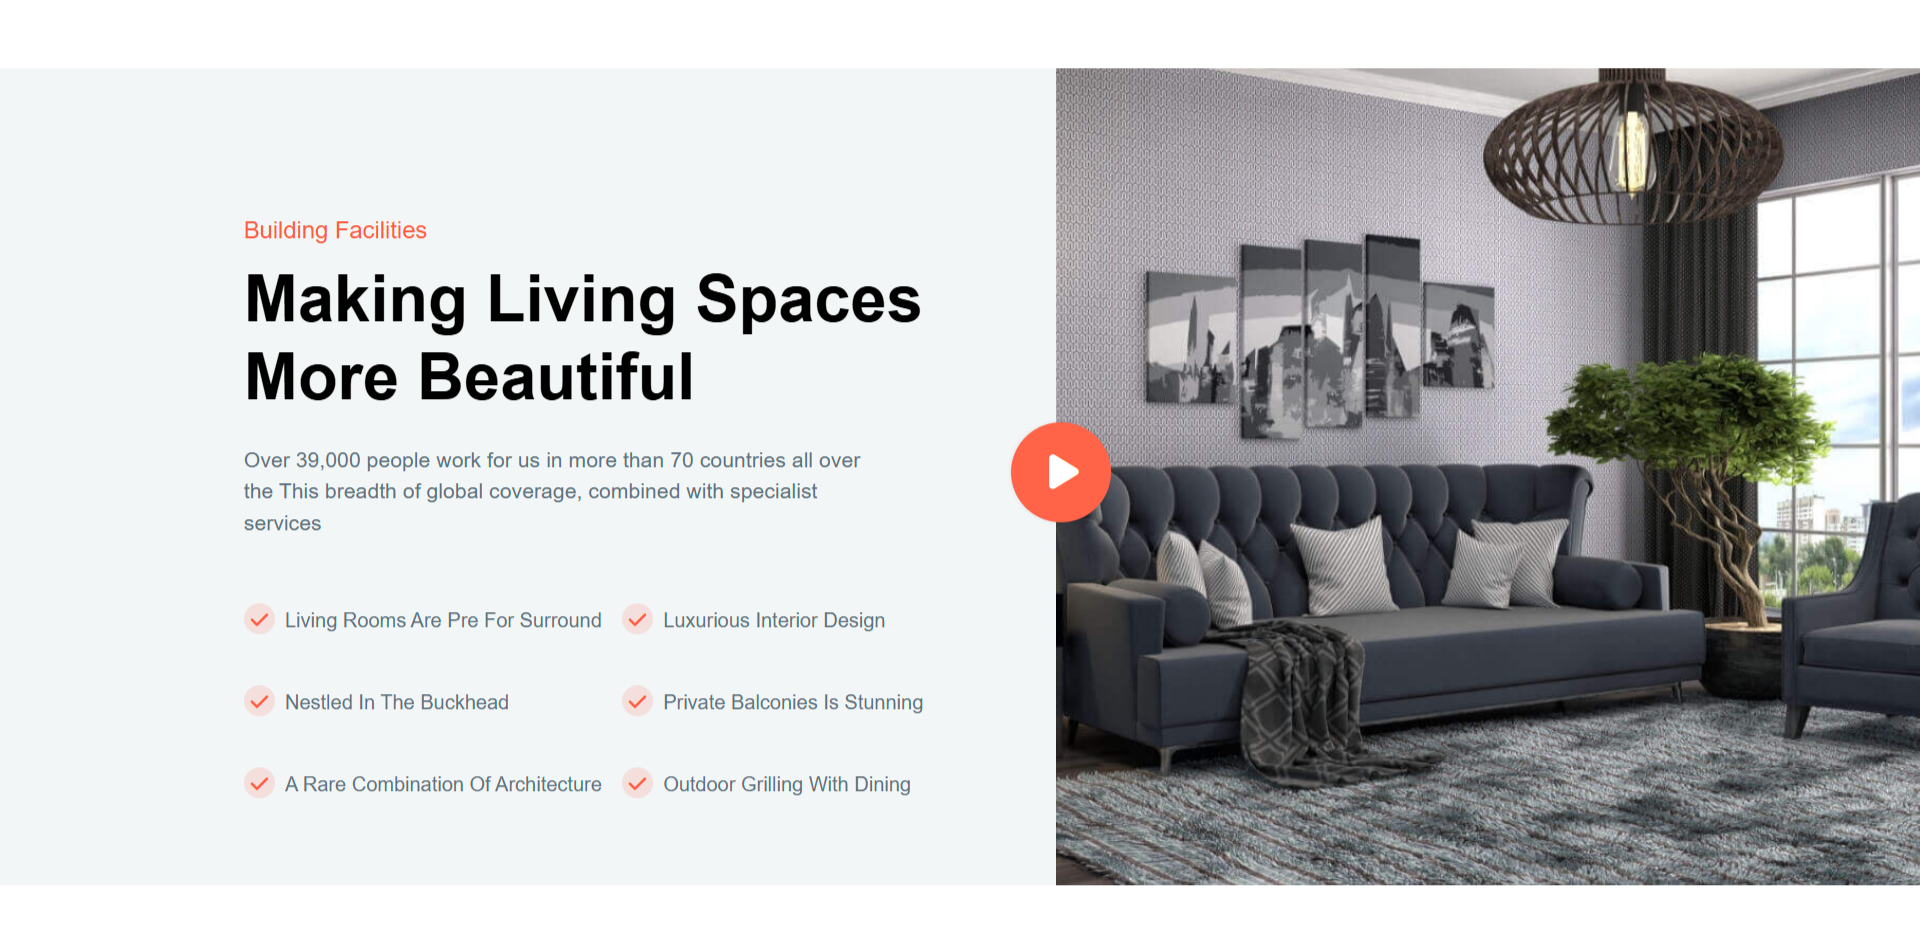 Building Facilities
Making Living Spaces
More Beautiful
Over 39,000 people work for us in more than 70 countries all over
the This breadth of global coverage, combined with specialist
services
Living Rooms Are Pre For Surround
Luxurious Interior Design
Nestled In The Buckhead
Private Balconies Is Stunning
A Rare Combination Of Architecture
Outdoor Grilling With Dining